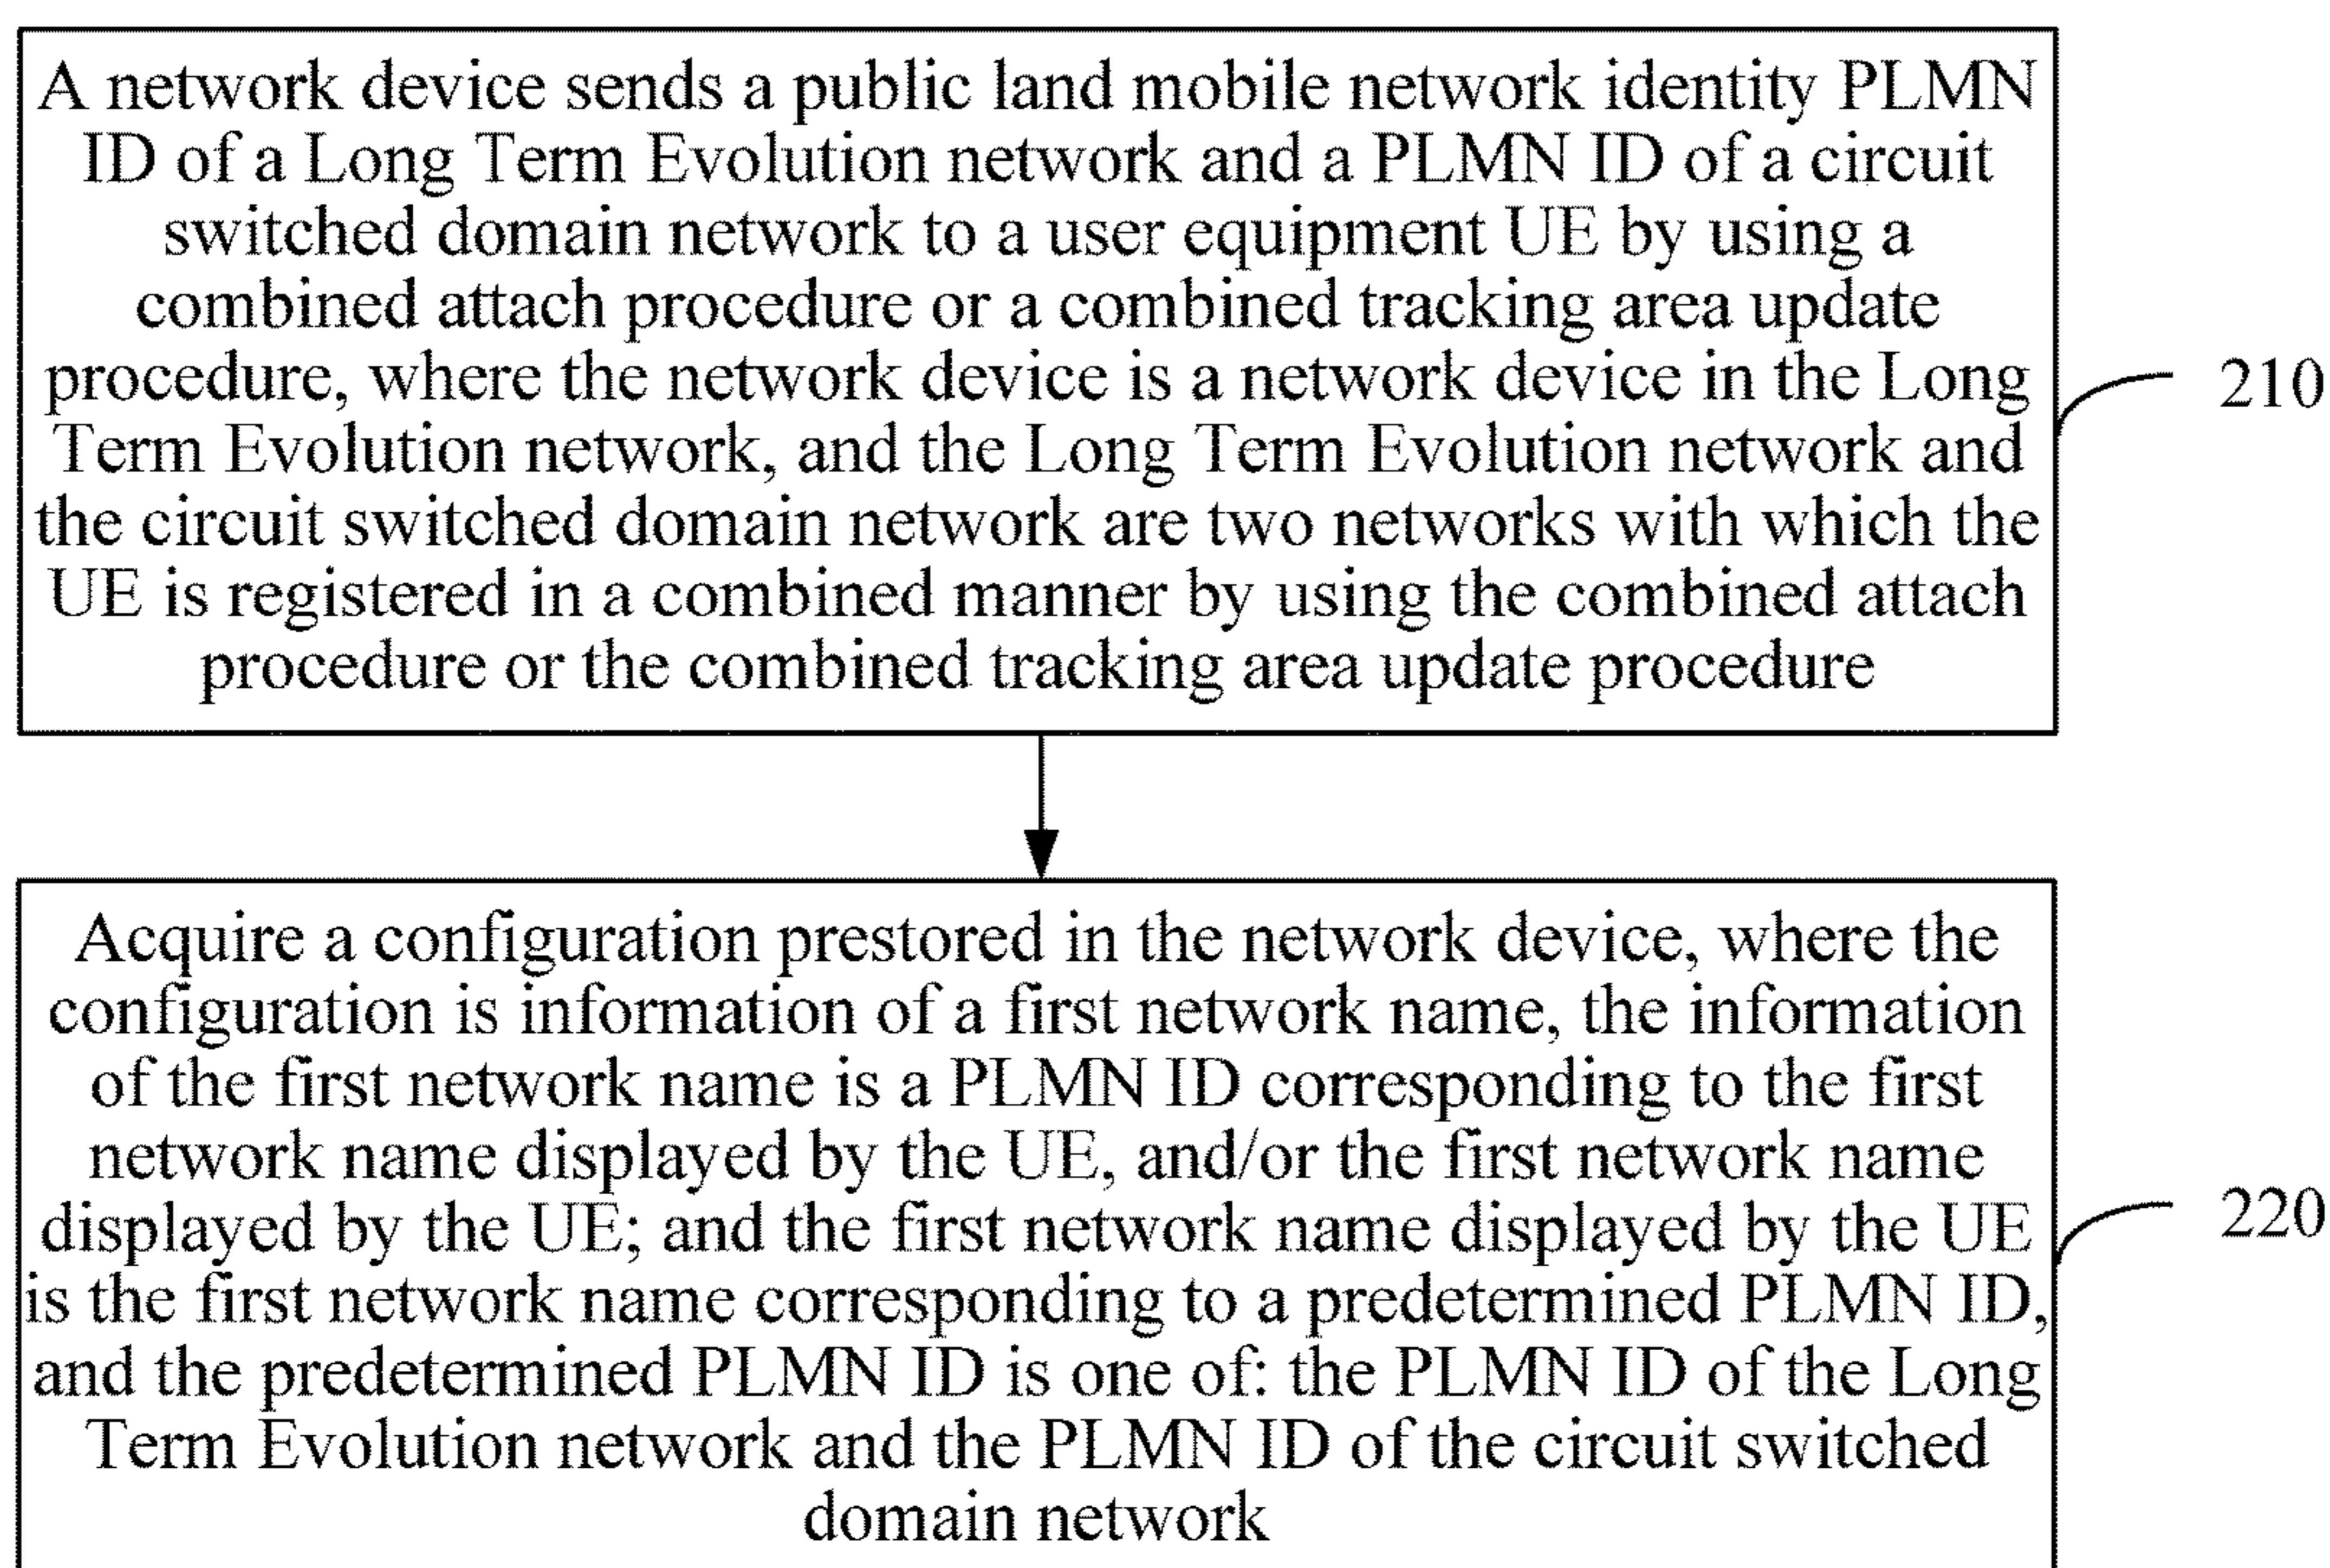 A network device sends a public land mobile network identity PLMN
ID of a Long Term Evolution network and a PLMN ID of a circuit
switched domain network to a user equipment UE by using a
combined attach procedure or a combined tracking area update
procedure, where the network device is a network device in the Long
Term Evolution network, and the Long Term Evolution network and
the circuit switched domain network are two networks with which the
UE is registered in a combined manner by using the combined attach
procedure or the combined tracking area update procedure
210
Acquire a configuration prestored in the network device, where the
configuration is information of a first network name, the information
of the first network name is a PLMN ID corresponding to the first
network name displayed by the UE, and/or the first network name
displayed by the UE; and the first network name displayed by the UE
is the first network name corresponding to a predetermined PLMN ID,
and the predetermined PLMN ID is one of: the PLMN ID of the Long
Term Evolution network and the PLMN ID of the circuit switched
domain network
220